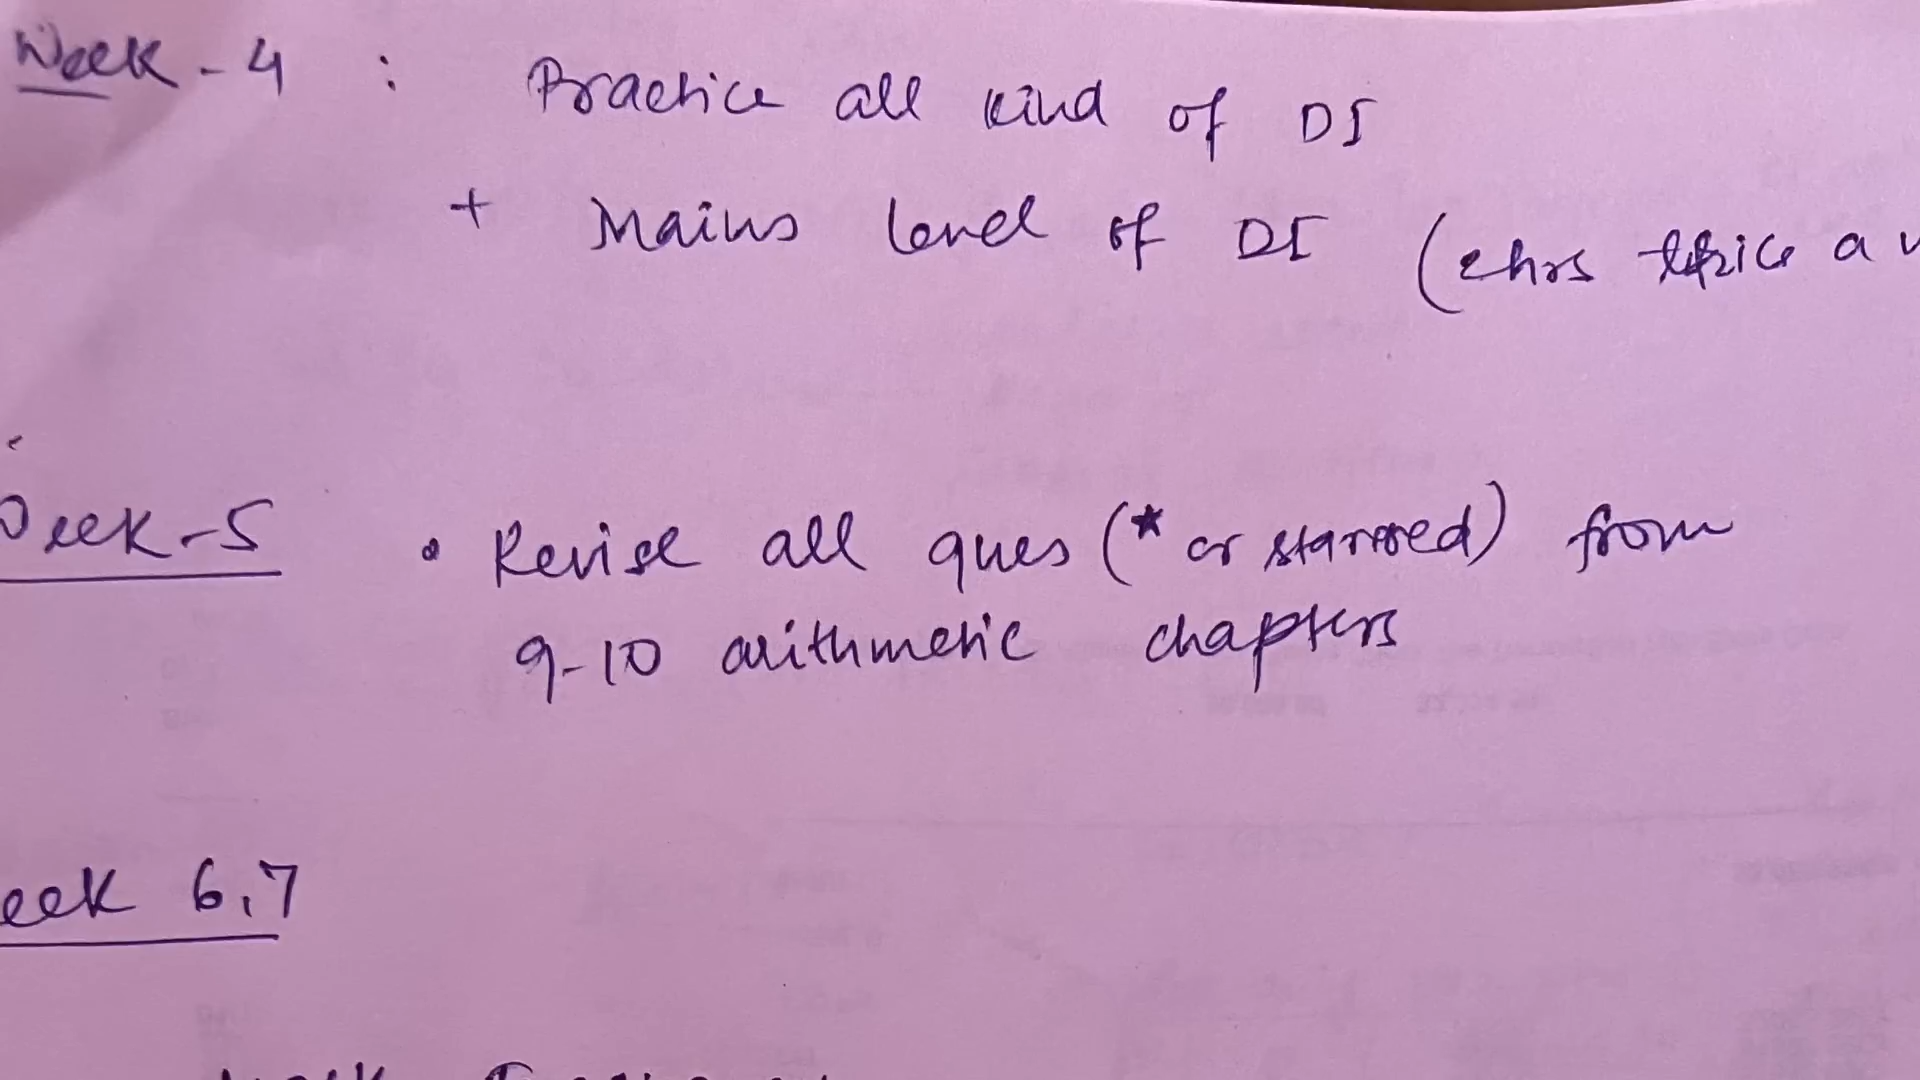 Week - 4 : Practice all kind of DI
+ Mains level of DI (2hrs twice a
Week - 5 • Revise all ques (* or starred) from
9-10 arithmetic chapters
eek 6,7